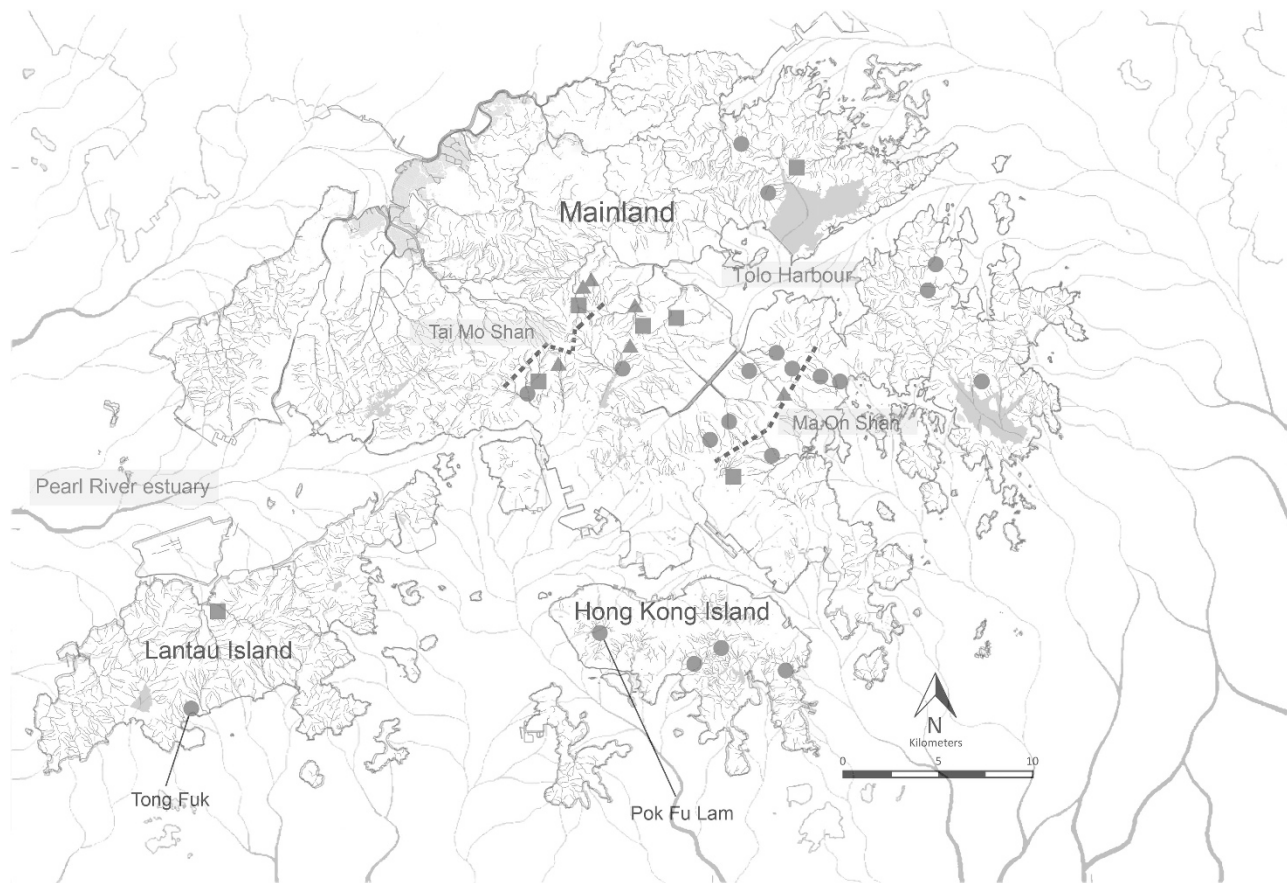 Mainland
Tolo Harbour
Tai Mo Shan
Ma On Shan
Pearl River estuary
Hong Kong Island
Lantau Island
N
Kilometers
0 5 10
Tong Fuk
Pok Fu Lam